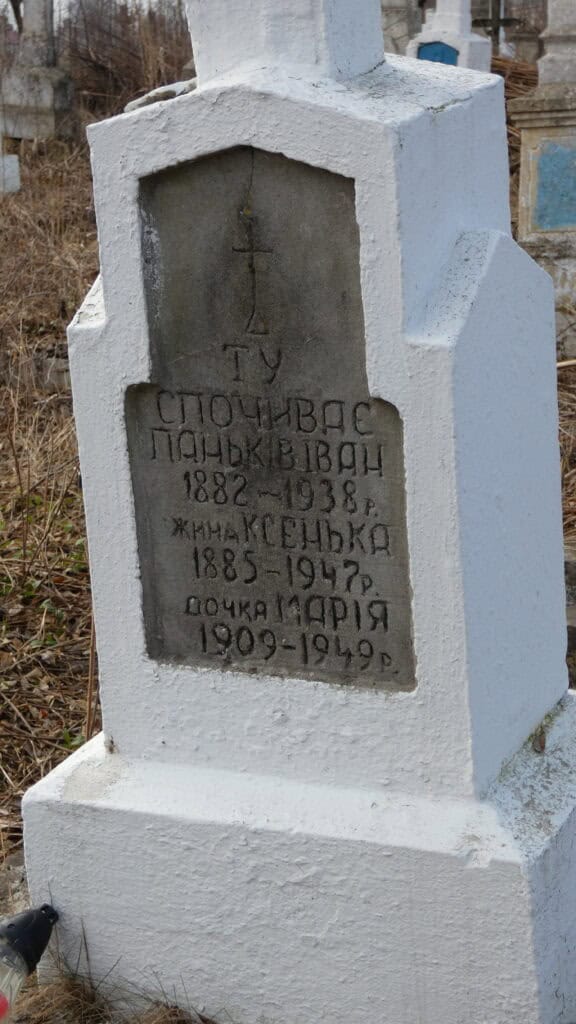 ТУ
СПОЧИВАЄ
ПАНЬКІВ ІВАН
1882-1938 р.
жина КСЕНЬКА
1885-1947 р.
дочка МАРІЯ
1909-1949 р.